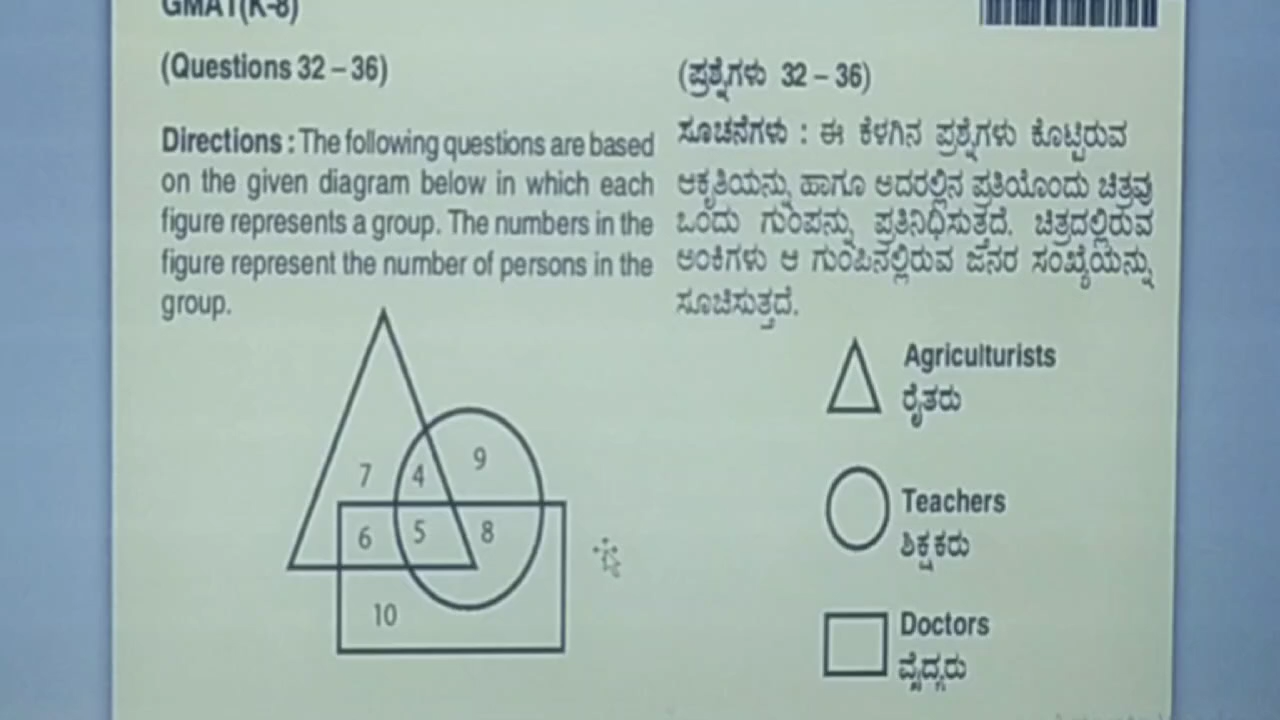 GMAT(K-8)
(Questions 32 – 36)
Directions : The following questions are based
on the given diagram below in which each
figure represents a group. The numbers in the
figure represent the number of persons in the
group.
(ಪ್ರಶ್ನೆಗಳು 32 – 36)
ಸೂಚನೆಗಳು : ಈ ಕೆಳಗಿನ ಪ್ರಶ್ನೆಗಳು ಕೊಟ್ಟಿರುವ
ಆಕೃತಿಯನ್ನು ಹಾಗೂ ಅದರಲ್ಲಿನ ಪ್ರತಿಯೊಂದು ಚಿತ್ರವು
ಒಂದು ಗುಂಪನ್ನು ಪ್ರತಿನಿಧಿಸುತ್ತದೆ. ಚಿತ್ರದಲ್ಲಿರುವ
ಅಂಕಿಗಳು ಆ ಗುಂಪಿನಲ್ಲಿರುವ ಜನರ ಸಂಖ್ಯೆಯನ್ನು
ಸೂಚಿಸುತ್ತದೆ.
7 4 9
6 5 8
10
Agriculturists
ರೈತರು
Teachers
ಶಿಕ್ಷಕರು
Doctors
ವೈದ್ಯರು